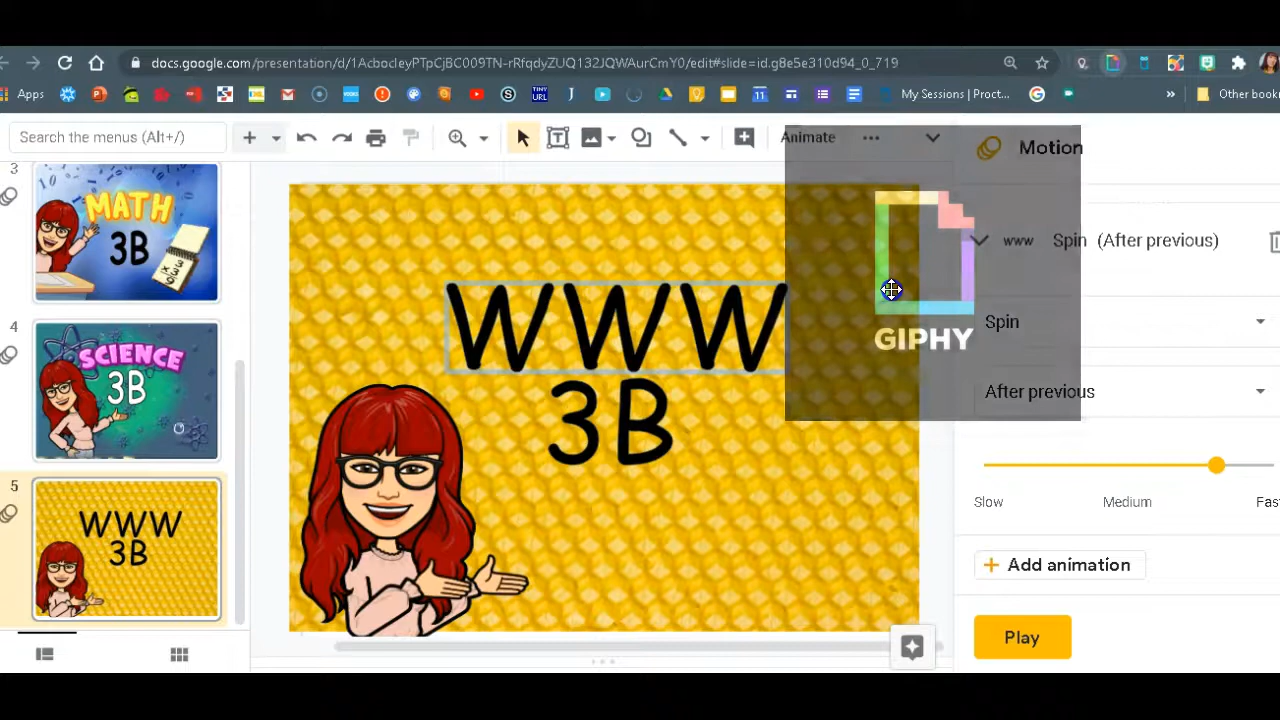 docs.google.com/presentation/d/1AcbocleyPTpCjBC009TN-rRfqdyZUQ132JQWAurCmY0/edit#slide=id.g8e5e310d94_0_719
Apps
TINY URL
My Sessions | Proct...
»
Other book
Search the menus (Alt+/)
Animate
Motion
3
MATH
3B
4
SCIENCE
3B
5
WWW
3B
WWW
3B
GIPHY
WWW Spin (After previous)
Spin
After previous
Slow Medium Fas
+ Add animation
Play